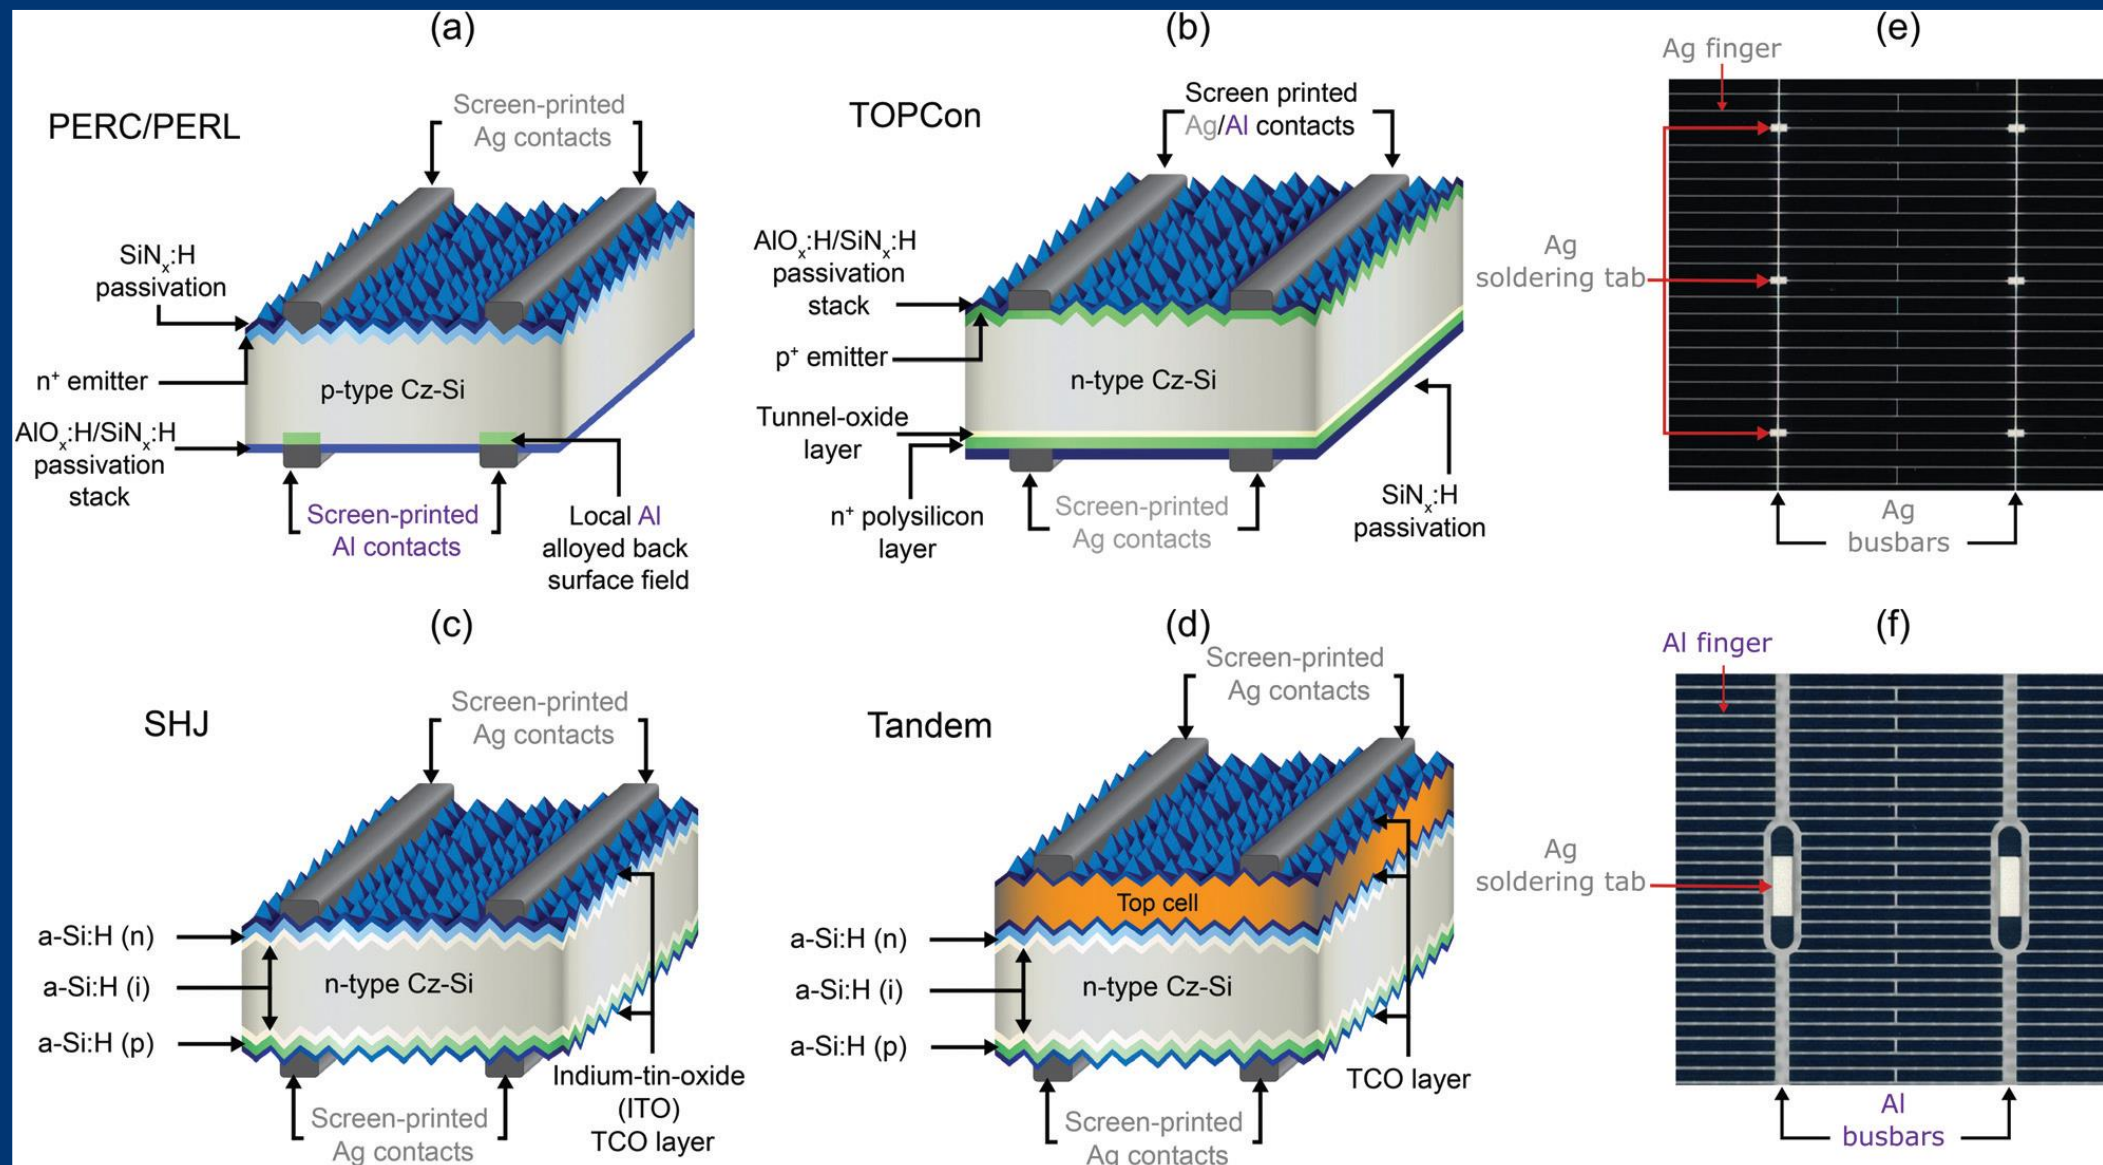 (a)
PERC/PERL
Screen-printed
Ag contacts
SiNx:H
passivation
n+ emitter
p-type Cz-Si
AlOx:H/SiNx:H
passivation
stack
Screen-printed
Al contacts
Local Al
alloyed back
surface field
(b)
TOPCon
Screen printed
Ag/Al contacts
AlOx:H/SiNx:H
passivation
stack
p+ emitter
n-type Cz-Si
Tunnel-oxide
layer
n+ polysilicon
layer
Screen-printed
Ag contacts
SiNx:H
passivation
(e)
Ag finger
Ag
soldering tab
Ag
busbars
(c)
SHJ
Screen-printed
Ag contacts
a-Si:H (n)
a-Si:H (i)
a-Si:H (p)
n-type Cz-Si
Screen-printed
Ag contacts
Indium-tin-oxide
(ITO)
TCO layer
(d)
Tandem
Screen-printed
Ag contacts
Top cell
a-Si:H (n)
a-Si:H (i)
a-Si:H (p)
n-type Cz-Si
Screen-printed
Ag contacts
TCO layer
(f)
Al finger
Ag
soldering tab
Al
busbars